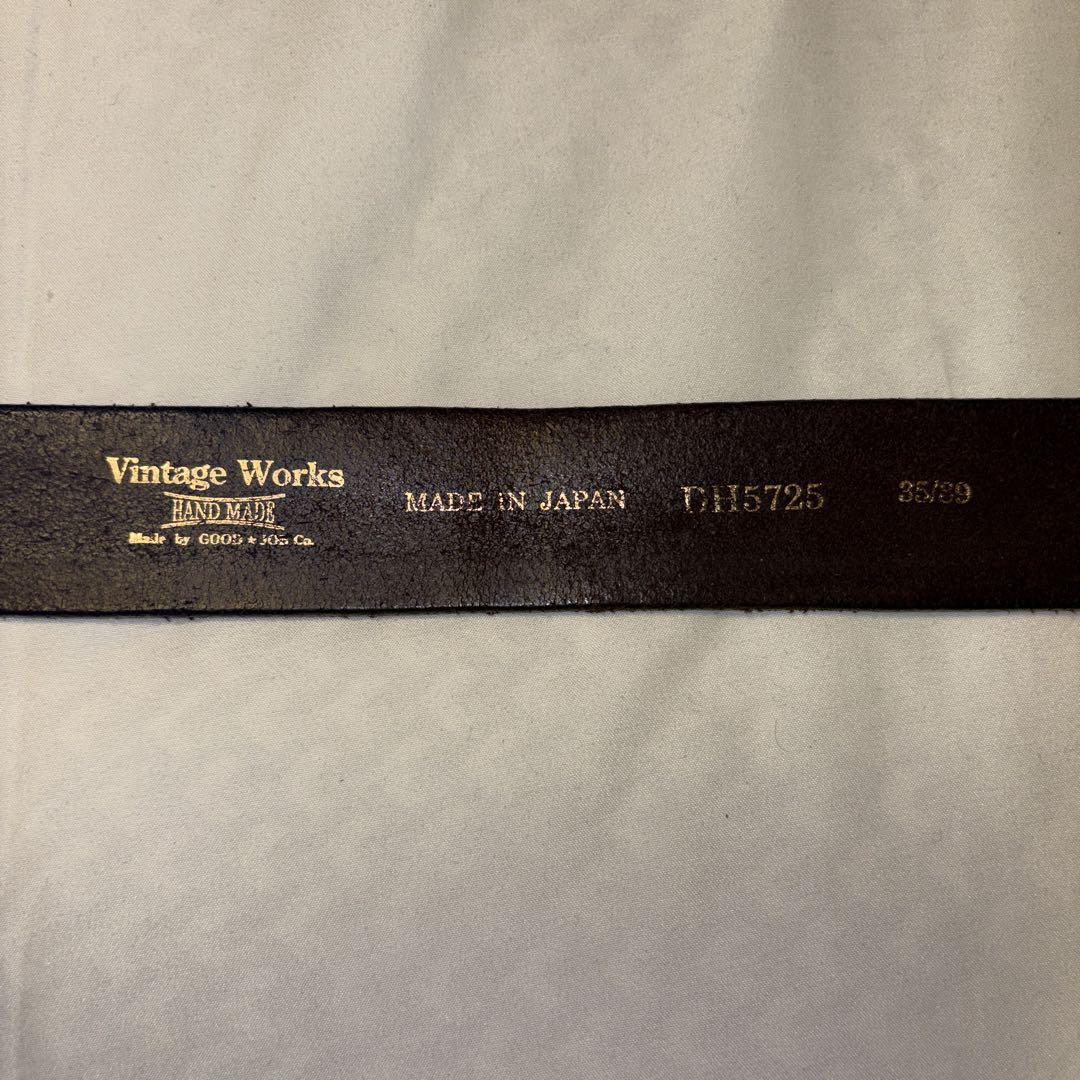 Vintage Works
HAND MADE
Made by GOOD★JOB Co.
MADE IN JAPAN
DH5725
35/39